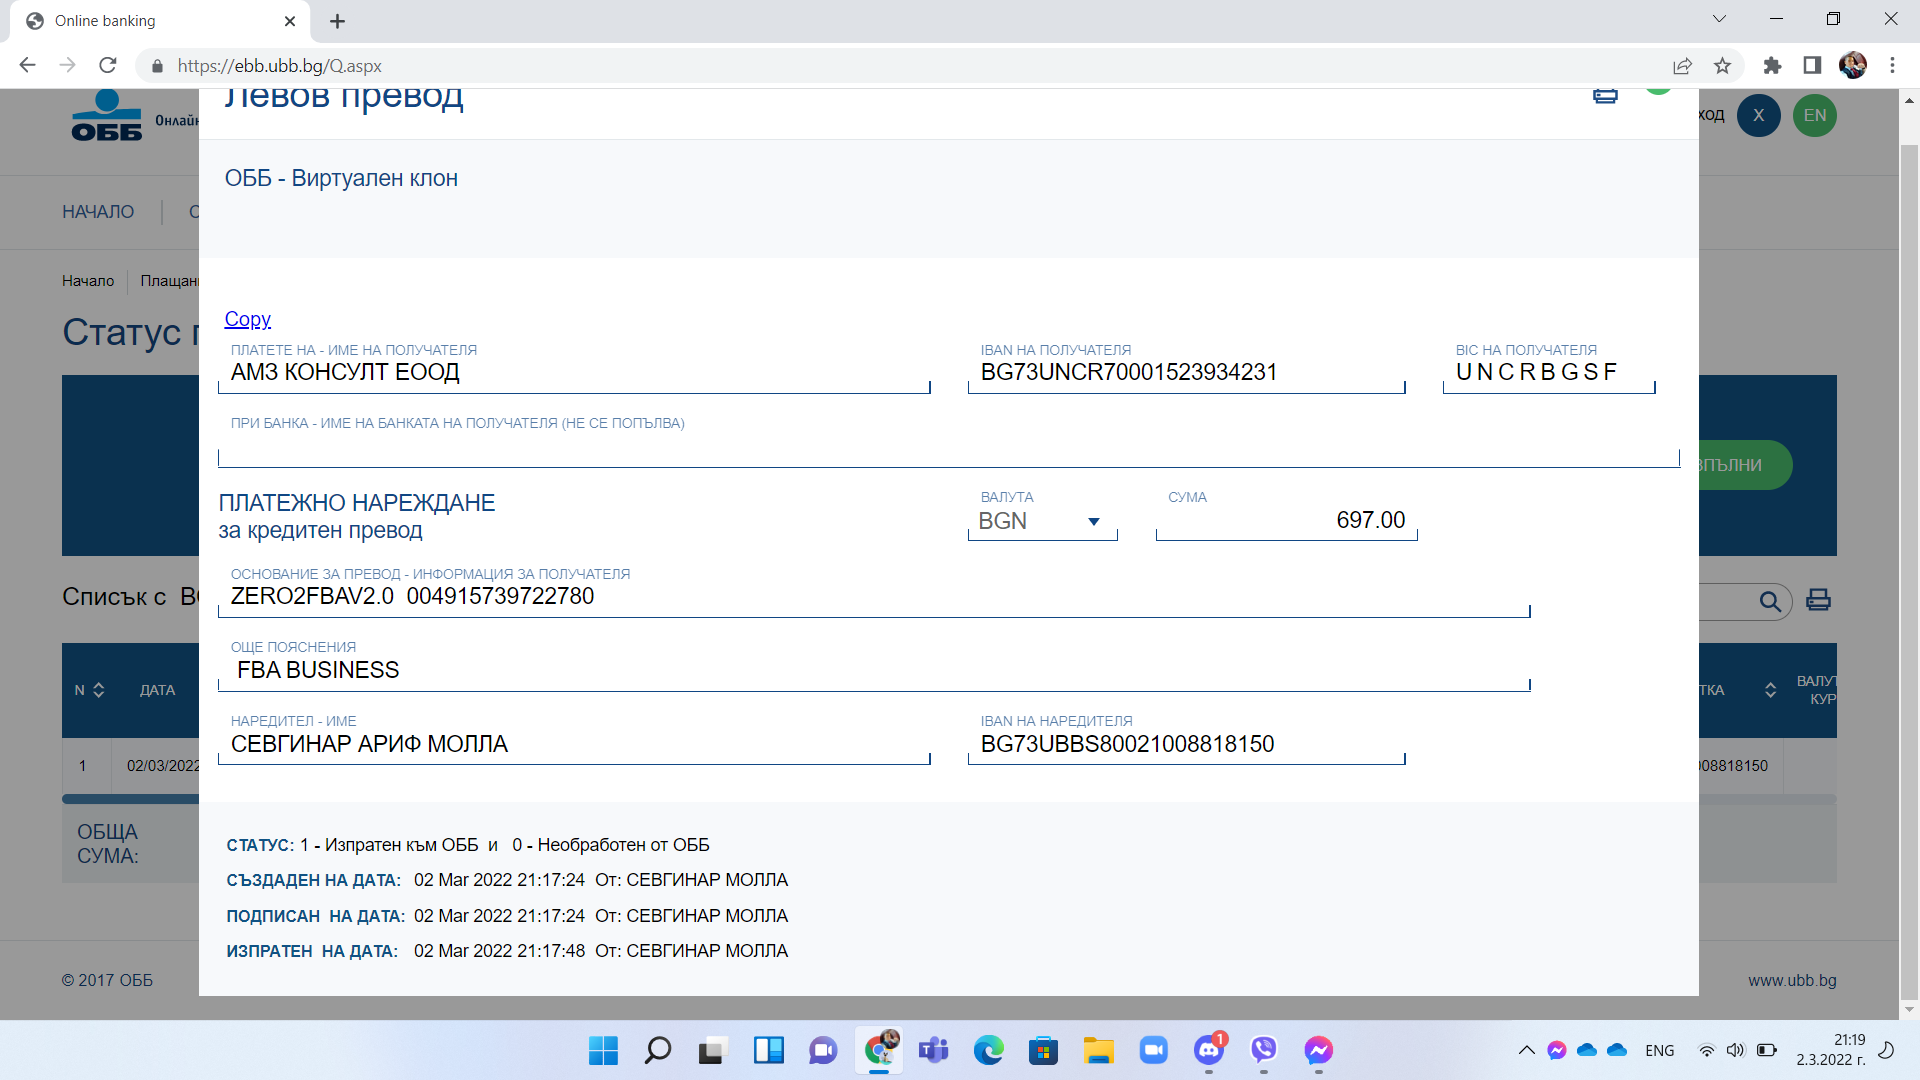 Online banking
https://ebb.ubb.bg/Q.aspx
Левов превод
ОББ
Онлайн
ХОД
X
EN
ОББ - Виртуален клон
НАЧАЛО
Начало
Плащан
Статус
Copy
ПЛАТЕТЕ НА - ИМЕ НА ПОЛУЧАТЕЛЯ
IBAN НА ПОЛУЧАТЕЛЯ
BIC НА ПОЛУЧАТЕЛЯ
АМЗ КОНСУЛТ ЕООД
BG73UNCR70001523934231
UNCRBGSF
ПРИ БАНКА - ИМЕ НА БАНКАТА НА ПОЛУЧАТЕЛЯ (НЕ СЕ ПОПЪЛВА)
ЗПЪЛНИ
ПЛАТЕЖНО НАРЕЖДАНЕ
за кредитен превод
ВАЛУТА
СУМА
BGN
697.00
ОСНОВАНИЕ ЗА ПРЕВОД - ИНФОРМАЦИЯ ЗА ПОЛУЧАТЕЛЯ
ZERO2FBAV2.0 004915739722780
Списък с
ОЩЕ ПОЯСНЕНИЯ
FBA BUSINESS
N
ДАТА
ТКА
ВАЛУТ
КУР
НАРЕДИТЕЛ - ИМЕ
IBAN НА НАРЕДИТЕЛЯ
СЕВГИНАР АРИФ МОЛЛА
BG73UBBS80021008818150
1
02/03/2022
008818150
ОБЩА
СУМА:
СТАТУС: 1 - Изпратен към ОББ и 0 - Необработен от ОББ
СЪЗДАДЕН НА ДАТА: 02 Mar 2022 21:17:24 От: СЕВГИНАР МОЛЛА
ПОДПИСАН НА ДАТА: 02 Mar 2022 21:17:24 От: СЕВГИНАР МОЛЛА
ИЗПРАТЕН НА ДАТА: 02 Mar 2022 21:17:48 От: СЕВГИНАР МОЛЛА
© 2017 ОББ
www.ubb.bg
1
ENG
21:19
2.3.2022 г.